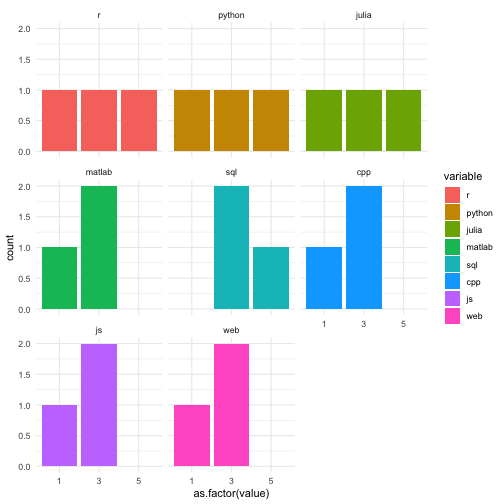 r python julia
2.0
1.5
1.0
0.5
0.0
matlab sql cpp
2.0
1.5
1.0
0.5
0.0
1 3 5
js web
2.0
1.5
1.0
0.5
0.0
1 3 5 1 3 5
as.factor(value)
count
variable
r
python
julia
matlab
sql
cpp
js
web